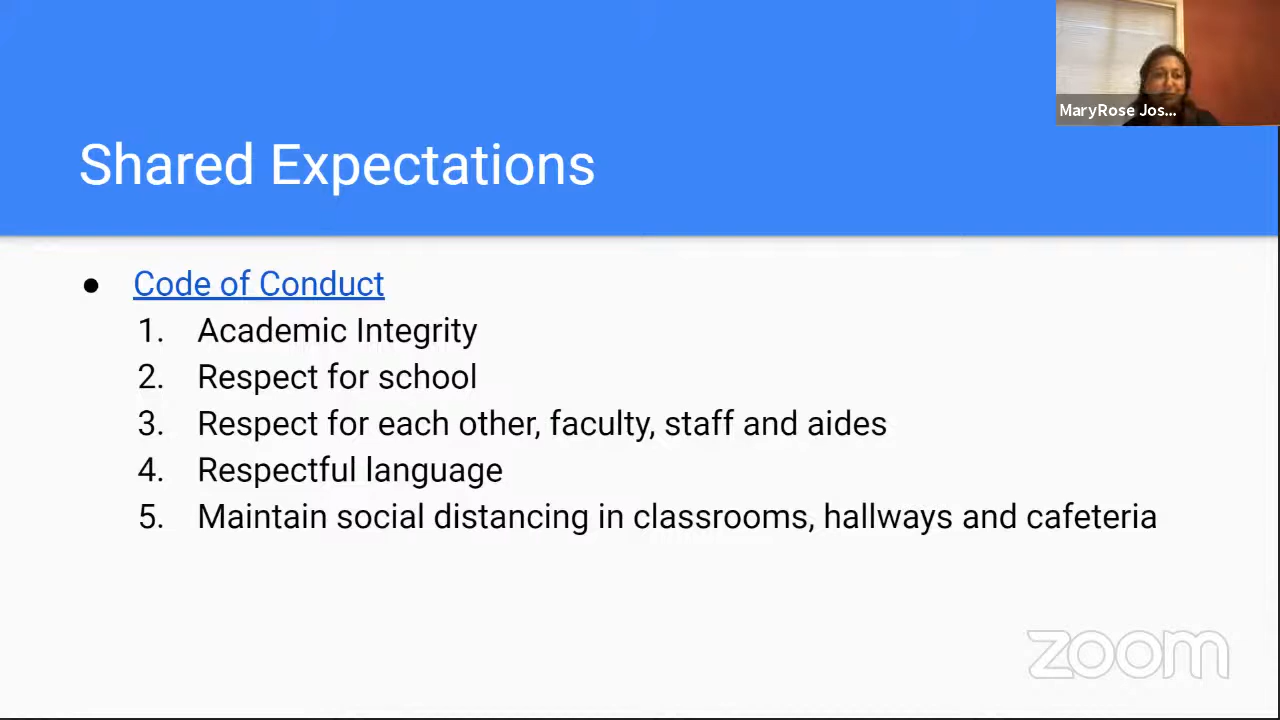 MaryRose Jos...
Shared Expectations
● Code of Conduct
1. Academic Integrity
2. Respect for school
3. Respect for each other, faculty, staff and aides
4. Respectful language
5. Maintain social distancing in classrooms, hallways and cafeteria
zoom